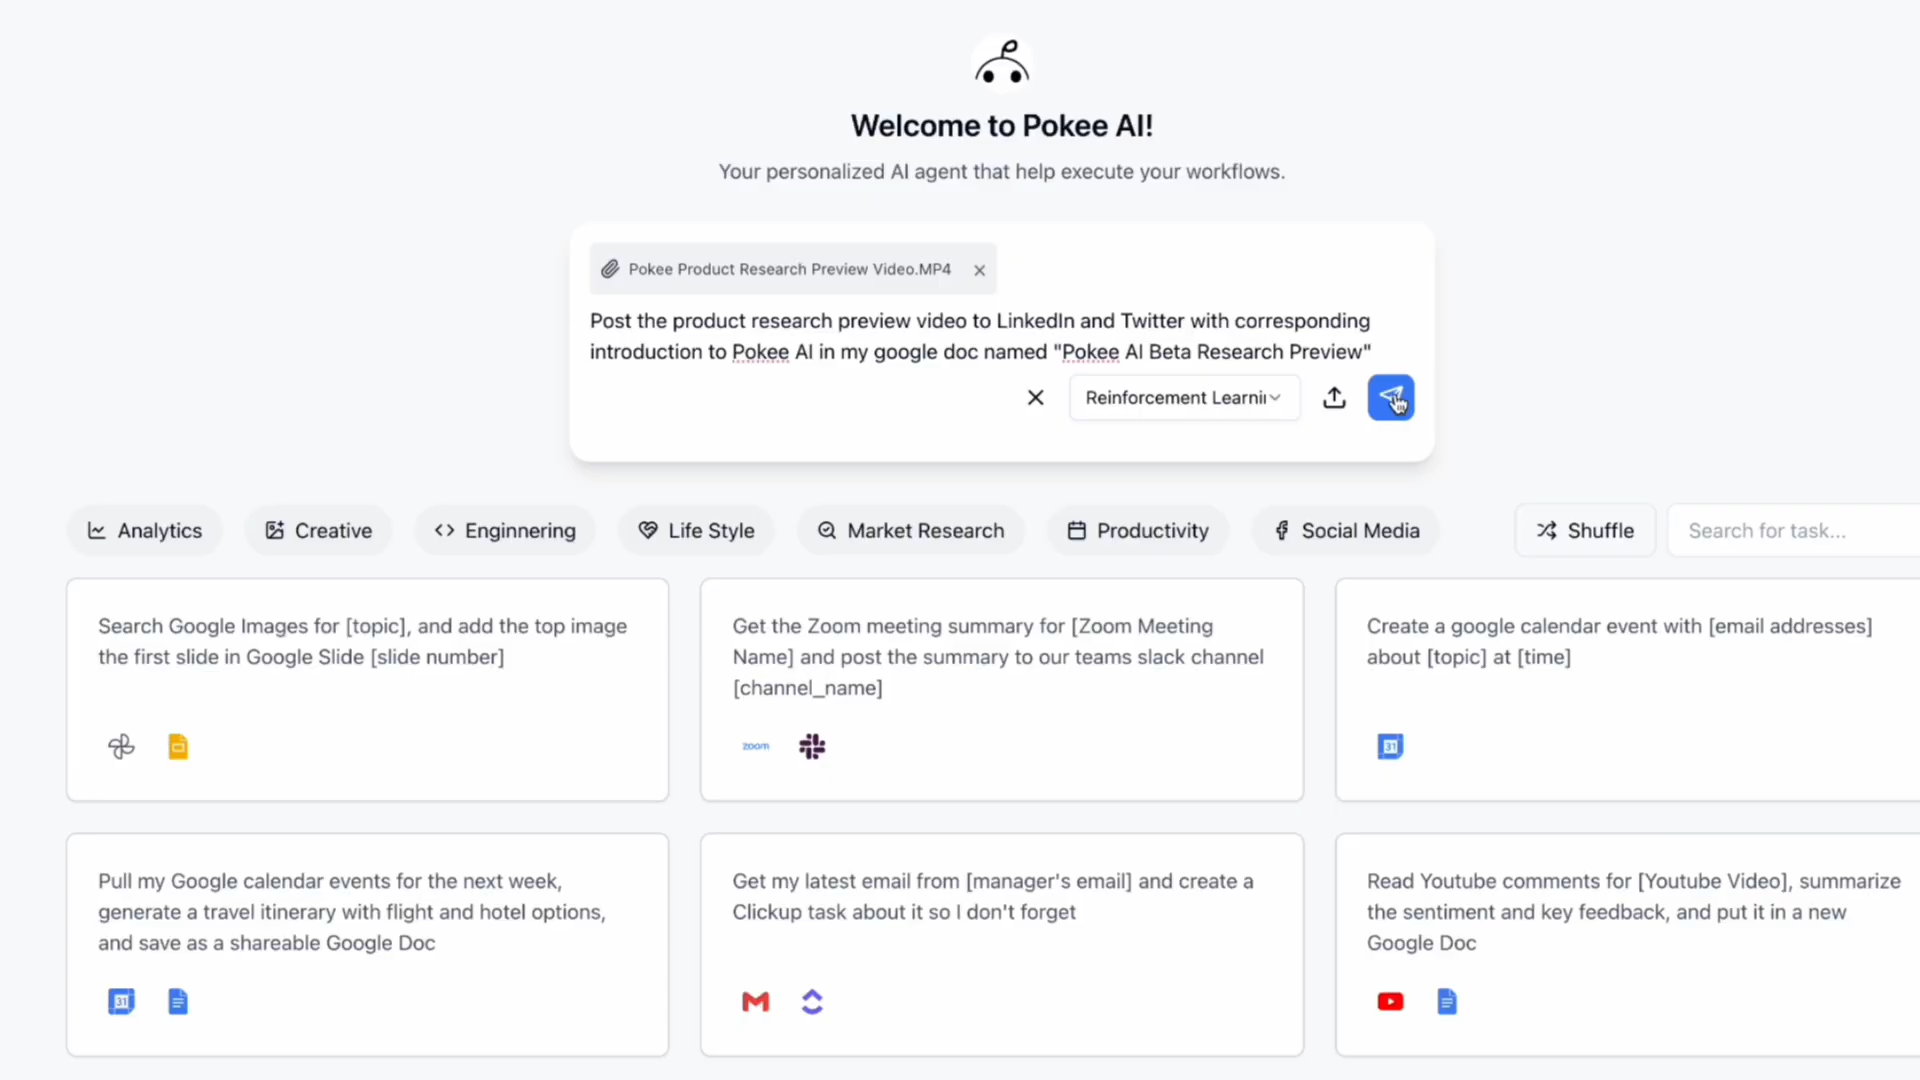 Welcome to Pokee AI!
Your personalized AI agent that help execute your workflows.
Pokee Product Research Preview Video.MP4
Post the product research preview video to LinkedIn and Twitter with corresponding
introduction to Pokee AI in my google doc named "Pokee AI Beta Research Preview"
Reinforcement Learni
Analytics
Creative
Enginnering
Life Style
Market Research
Productivity
Social Media
Shuffle
Search for task...
Search Google Images for [topic], and add the top image
the first slide in Google Slide [slide number]
Get the Zoom meeting summary for [Zoom Meeting
Name] and post the summary to our teams slack channel
[channel_name]
zoom
Create a google calendar event with [email addresses]
about [topic] at [time]
31
Pull my Google calendar events for the next week,
generate a travel itinerary with flight and hotel options,
and save as a shareable Google Doc
31
Get my latest email from [manager's email] and create a
Clickup task about it so I don't forget
Read Youtube comments for [Youtube Video], summarize
the sentiment and key feedback, and put it in a new
Google Doc